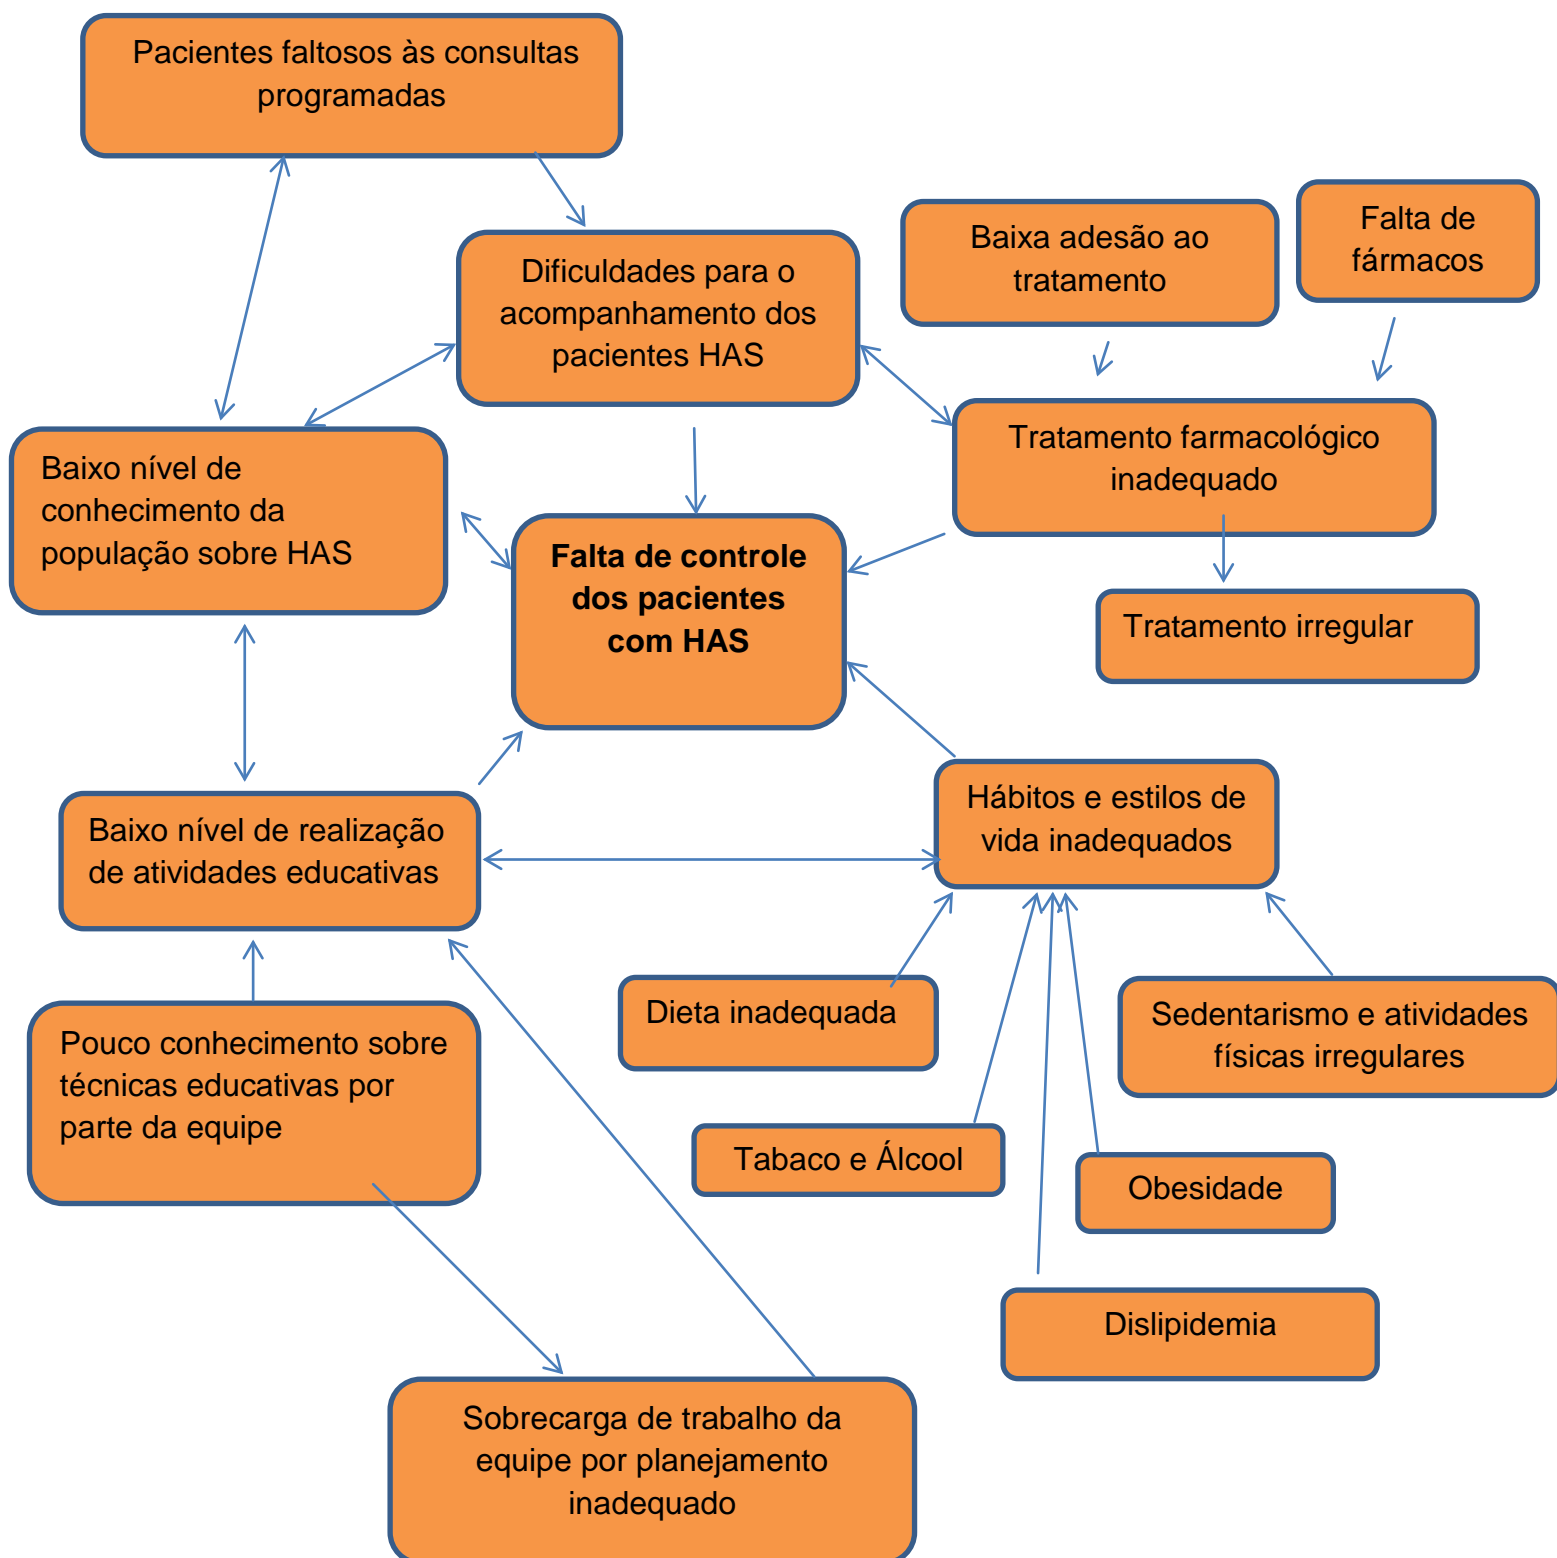 Pacientes faltosos às consultas
programadas
Baixa adesão ao
tratamento
Falta de
fármacos
Dificuldades para o
acompanhamento dos
pacientes HAS
Tratamento farmacológico
inadequado
Baixo nível de
conhecimento da
população sobre HAS
Falta de controle
dos pacientes
com HAS
Tratamento irregular
Baixo nível de realização
de atividades educativas
Hábitos e estilos de
vida inadequados
Dieta inadequada
Sedentarismo e atividades
físicas irregulares
Pouco conhecimento sobre
técnicas educativas por
parte da equipe
Tabaco e Álcool
Obesidade
Dislipidemia
Sobrecarga de trabalho da
equipe por planejamento
inadequado